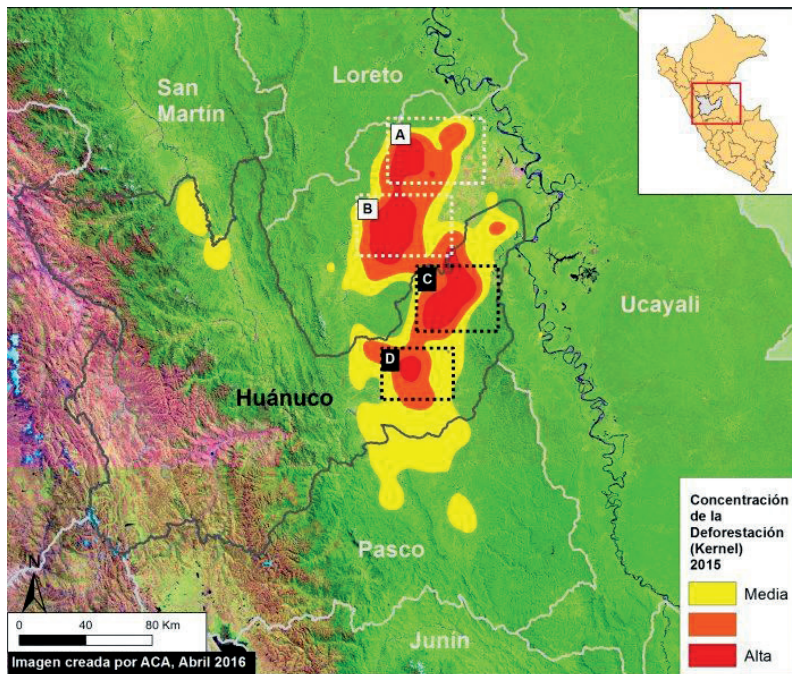 San
Martín
Loreto
A
B
C
D
Ucayali
Huánuco
Pasco
Junín
N
0 40 80 Km
Imagen creada por ACA, Abril 2016
Concentración
de la
Deforestación
(Kernel)
2015
Media
Alta